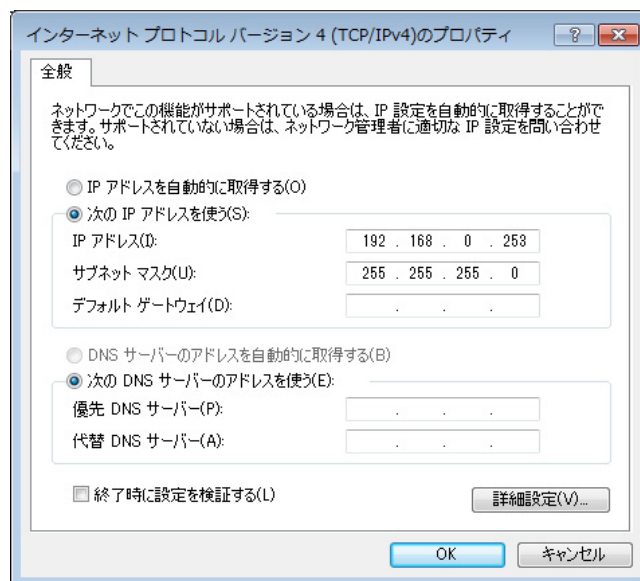 インターネット プロトコル バージョン 4 (TCP/IPv4)のプロパティ
全般
ネットワークでこの機能がサポートされている場合は、IP 設定を自動的に取得することがで
きます。サポートされていない場合は、ネットワーク管理者に適切な IP 設定を問い合わせ
てください。
IP アドレスを自動的に取得する(O)
次の IP アドレスを使う(S):
IP アドレス(I): 192 . 168 . 0 . 253
サブネット マスク(U): 255 . 255 . 255 . 0
デフォルト ゲートウェイ(D): . . .
DNS サーバーのアドレスを自動的に取得する(B)
次の DNS サーバーのアドレスを使う(E):
優先 DNS サーバー(P): . . .
代替 DNS サーバー(A): . . .
終了時に設定を検証する(L)
詳細設定(V)...
OK キャンセル